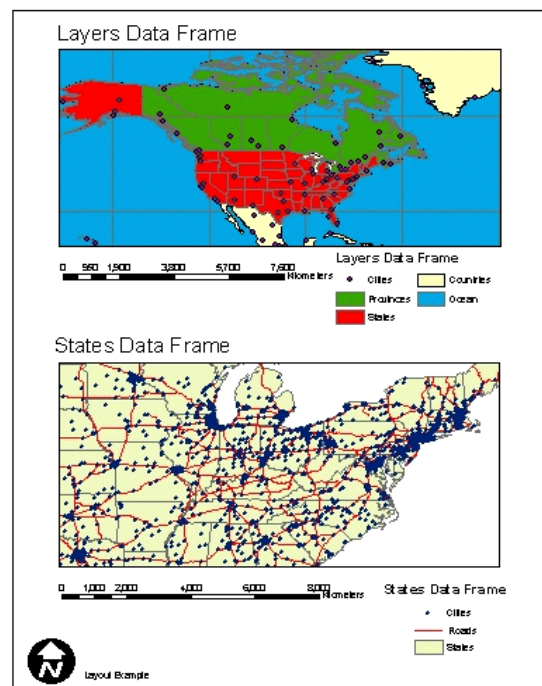 Layers Data Frame
0 950 1,900 3,800 5,700 7,600
Kilometers
Layers Data Frame
Cities Countries
Provinces Ocean
States
States Data Frame
0 1,000 2,000 4,000 6,000 8,000
Kilometers
States Data Frame
Cities
Roads
States
N
Layout Example